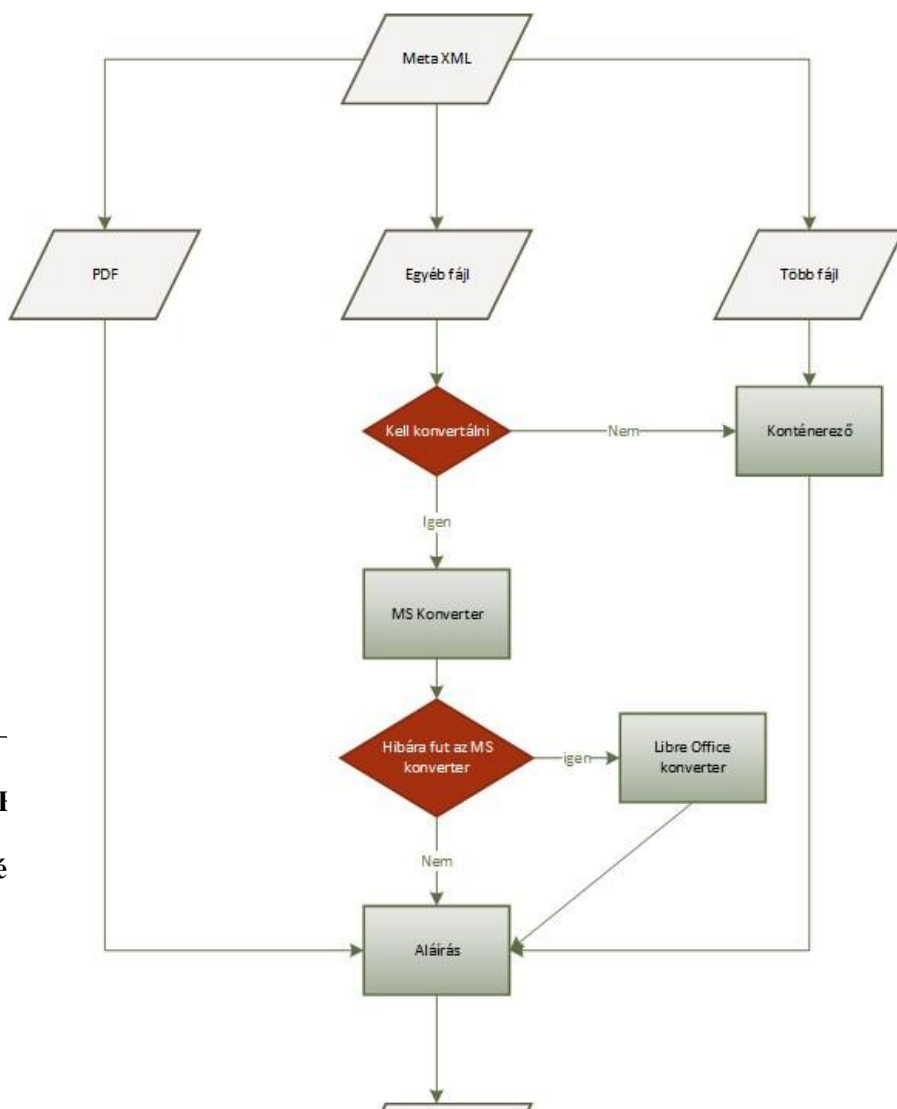 Meta XML
PDF
Egyéb fájl
Több fájl
Kell konvertálni
Nem
Konténerező
Igen
MS Konverter
Hibára fut az MS
konverter
igen
Libre Office
konverter
é
Nem
Aláírás